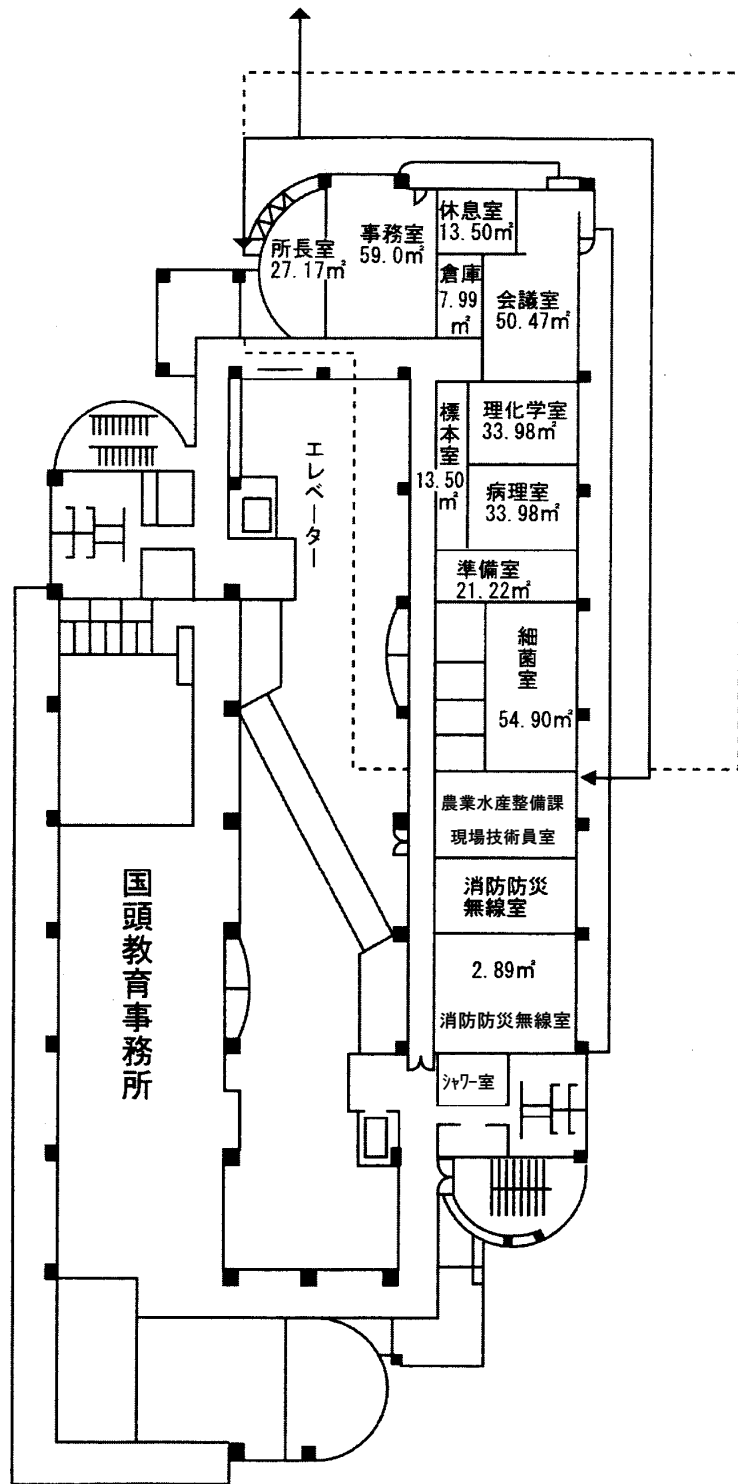 休息室
13.50㎡
事務室
59.0㎡
所長室
27.17㎡
倉庫
7.99
㎡
会議室
50.47㎡
標本室
13.50
㎡
理化学室
33.98㎡
エレベーター
病理室
33.98㎡
準備室
21.22㎡
細菌室
54.90㎡
農業水産整備課
現場技術員室
消防防災
無線室
国頭教育事務所
2.89㎡
消防防災無線室
シャワー室